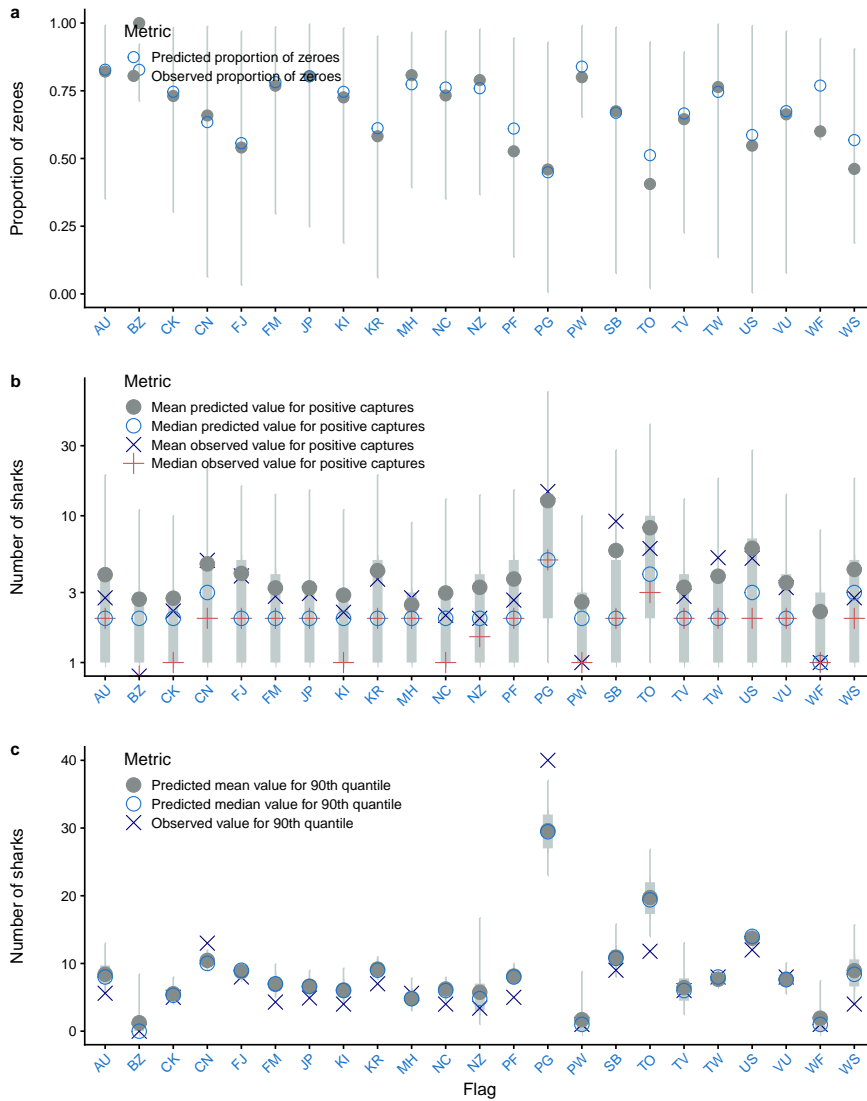 a
Metric
Predicted proportion of zeroes
Observed proportion of zeroes
Proportion of zeroes
1.00
0.75
0.50
0.25
0.00
AU BZ CK CN FJ FM JP KI KR MH NC NZ PF PG PW SB TO TV TW US VU WF WS
b
Metric
Mean predicted value for positive captures
Median predicted value for positive captures
Mean observed value for positive captures
Median observed value for positive captures
Number of sharks
30
10
3
1
AU BZ CK CN FJ FM JP KI KR MH NC NZ PF PG PW SB TO TV TW US VU WF WS
c
Metric
Predicted mean value for 90th quantile
Predicted median value for 90th quantile
Observed value for 90th quantile
Number of sharks
40
30
20
10
0
AU BZ CK CN FJ FM JP KI KR MH NC NZ PF PG PW SB TO TV TW US VU WF WS
Flag